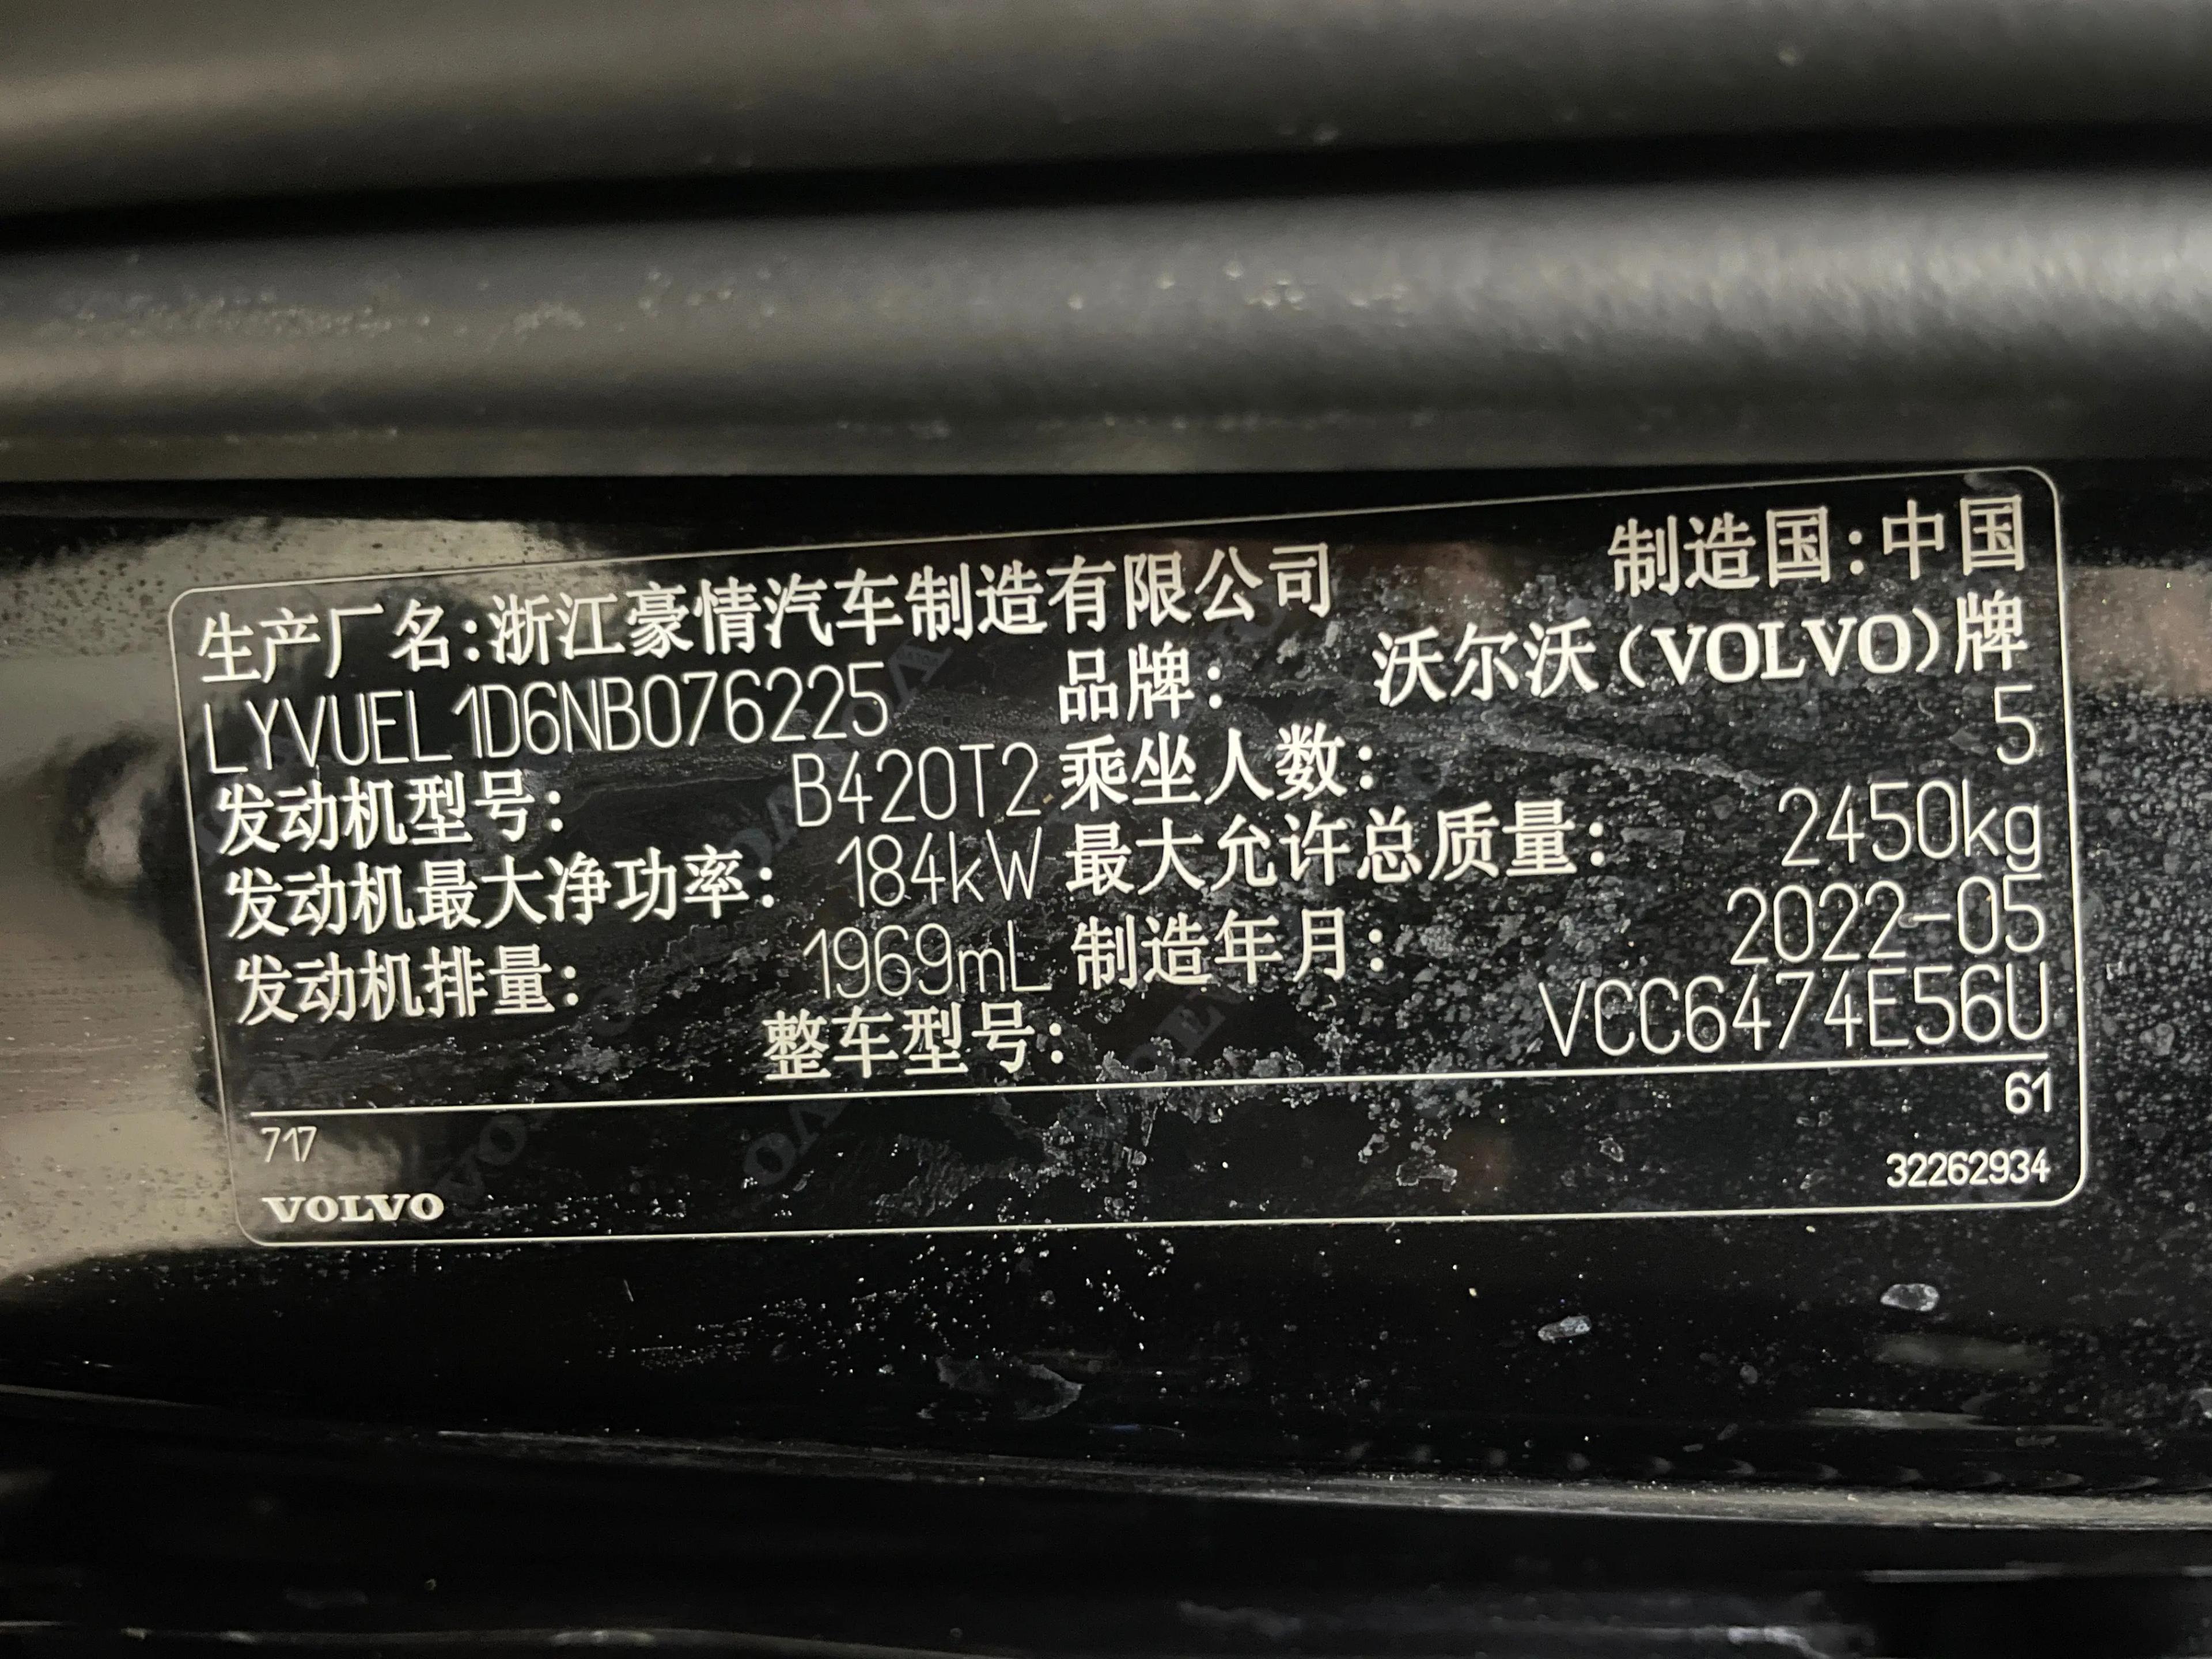 生产厂名:浙江豪情汽车制造有限公司 制造国:中国
LYVUEL1D6NB076225 品牌: 沃尔沃(VOLVO)牌
发动机型号: B420T2 乘坐人数: 5
发动机最大净功率: 184kW 最大允许总质量: 2450kg
发动机排量: 1969mL 制造年月: 2022-05
整车型号: VCC6474E56U
717 61
VOLVO 32262934